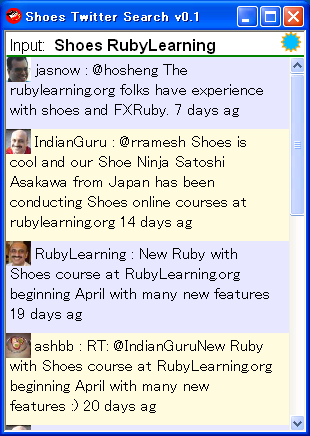 Shoes Twitter Search v0.1
Input: Shoes RubyLearning
jasnow : @hosheng The
rubylearning.org folks have experience
with shoes and FXRuby. 7 days ag
IndianGuru : @rramesh Shoes is
cool and our Shoe Ninja Satoshi
Asakawa from Japan has been
conducting Shoes online courses at
rubylearning.org 14 days ag
RubyLearning : New Ruby with
Shoes course at RubyLearning.org
beginning April with many new features
19 days ag
ashbb : RT: @IndianGuruNew Ruby
with Shoes course at RubyLearning.org
beginning April with many new
features :) 20 days ag